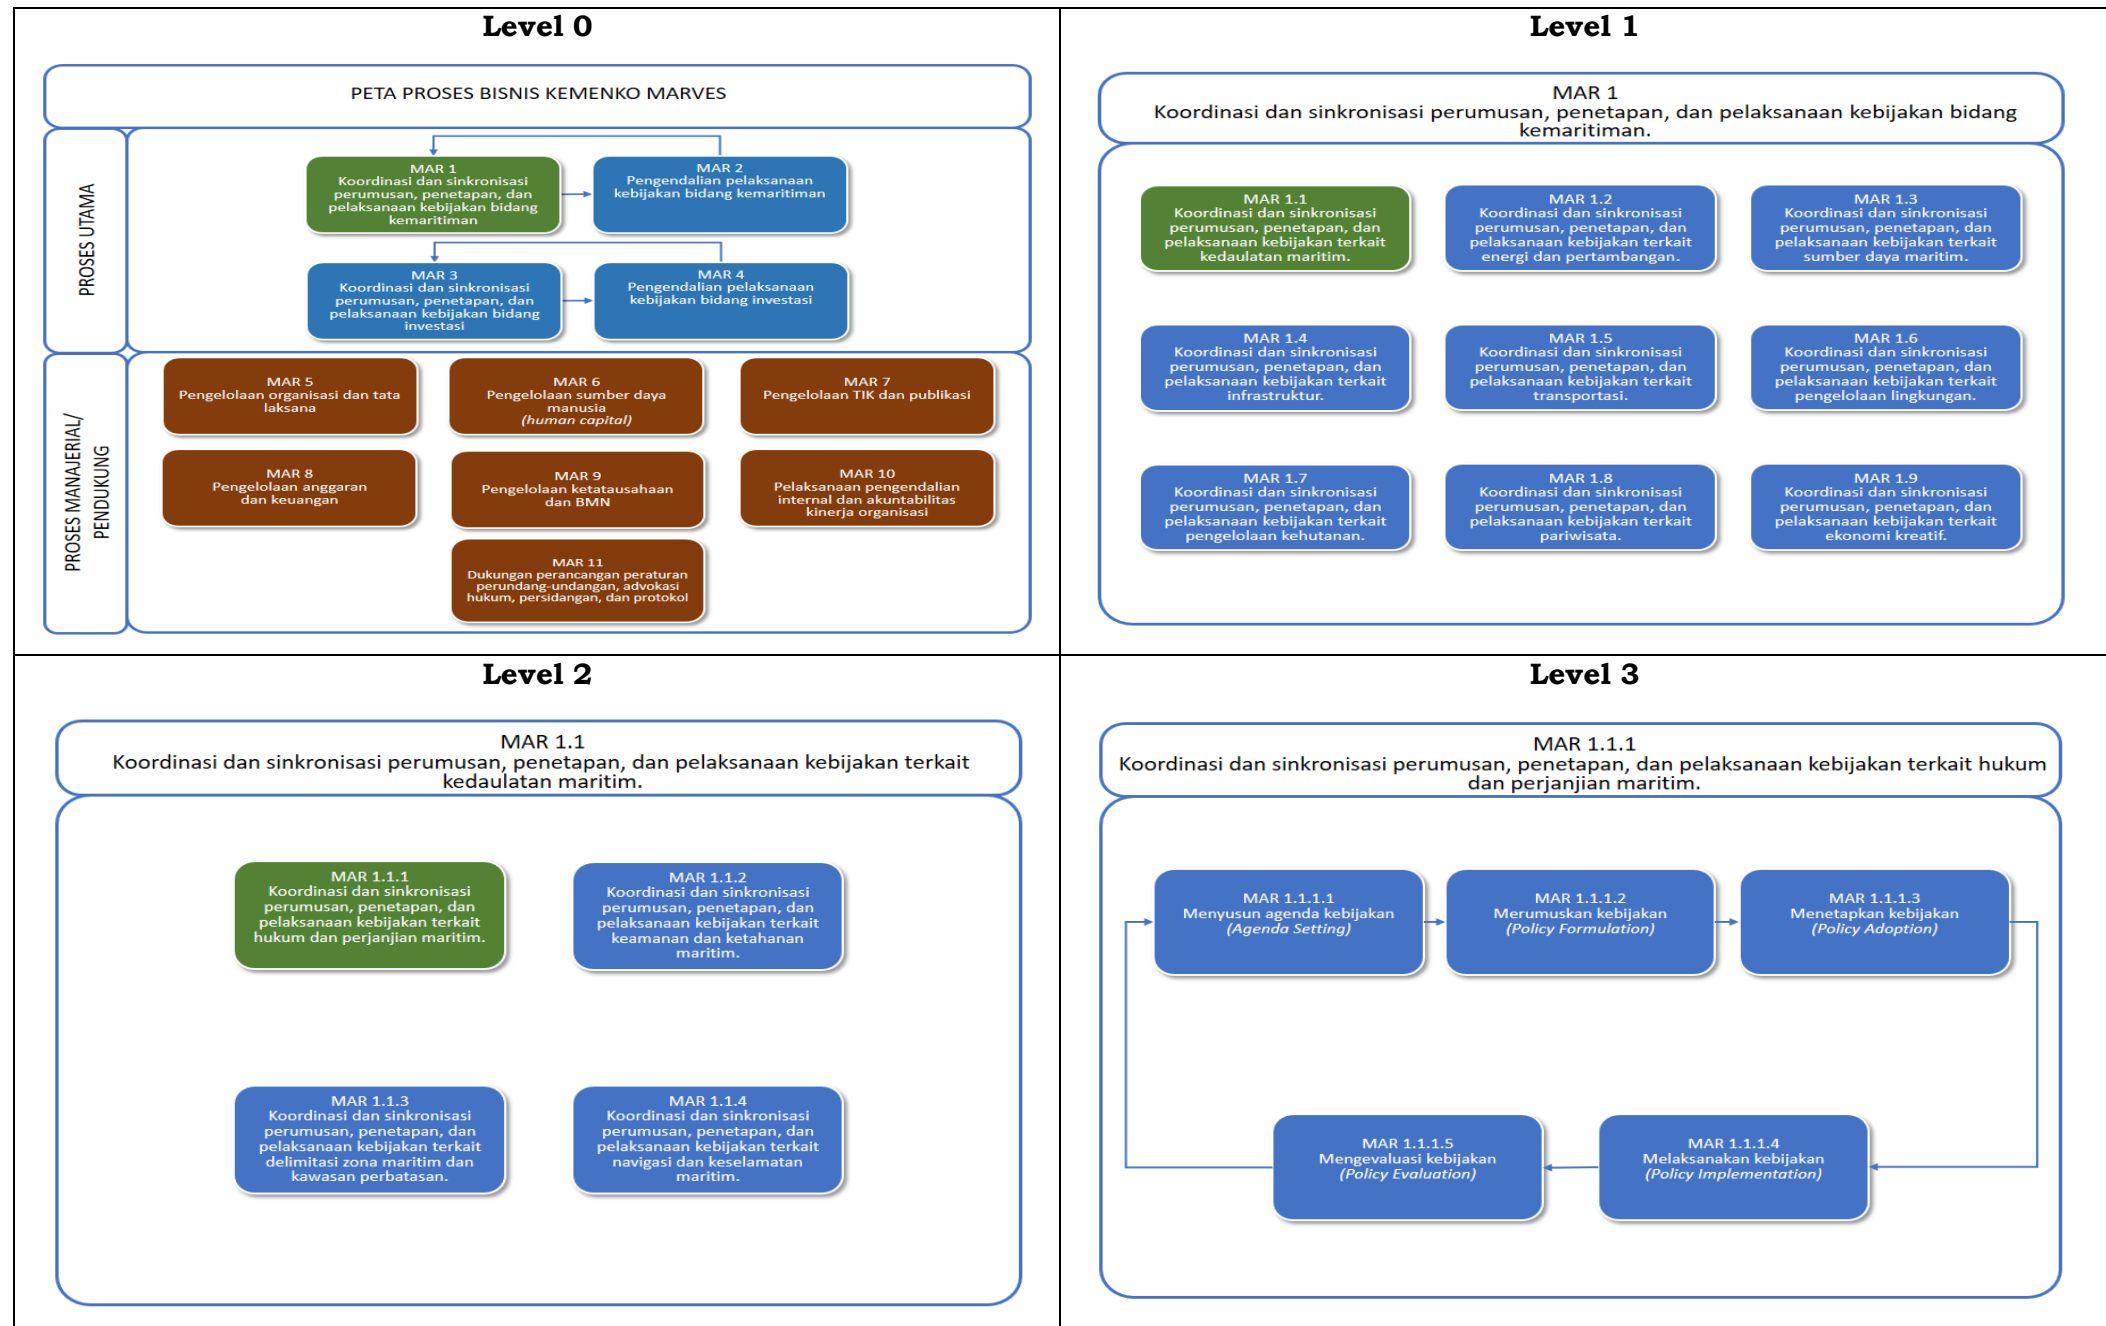 Level 0
PETA PROSES BISNIS KEMENKO MARVES
PROSES UTAMA
MAR 1
Koordinasi dan sinkronisasi
perumusan, penetapan, dan
pelaksanaan kebijakan bidang
kemaritiman
MAR 2
Pengendalian pelaksanaan
kebijakan bidang kemaritiman
MAR 3
Koordinasi dan sinkronisasi
perumusan, penetapan, dan
pelaksanaan kebijakan bidang
investasi
MAR 4
Pengendalian pelaksanaan
kebijakan bidang investasi
PROSES MANAJERIAL/
PENDUKUNG
MAR 5
Pengelolaan organisasi dan tata
laksana
MAR 6
Pengelolaan sumber daya
manusia
(human capital)
MAR 7
Pengelolaan TIK dan publikasi
MAR 8
Pengelolaan anggaran
dan keuangan
MAR 9
Pengelolaan ketatausahaan
dan BMN
MAR 10
Pelaksanaan pengendalian
internal dan akuntabilitas
kinerja organisasi
MAR 11
Dukungan perancangan peraturan
perundang-undangan, advokasi
hukum, persidangan, dan protokol
Level 1
MAR 1
Koordinasi dan sinkronisasi perumusan, penetapan, dan pelaksanaan kebijakan bidang
kemaritiman.
MAR 1.1
Koordinasi dan sinkronisasi
perumusan, penetapan, dan
pelaksanaan kebijakan terkait
kedaulatan maritim.
MAR 1.2
Koordinasi dan sinkronisasi
perumusan, penetapan, dan
pelaksanaan kebijakan terkait
energi dan pertambangan.
MAR 1.3
Koordinasi dan sinkronisasi
perumusan, penetapan, dan
pelaksanaan kebijakan terkait
sumber daya maritim.
MAR 1.4
Koordinasi dan sinkronisasi
perumusan, penetapan, dan
pelaksanaan kebijakan terkait
infrastruktur.
MAR 1.5
Koordinasi dan sinkronisasi
perumusan, penetapan, dan
pelaksanaan kebijakan terkait
transportasi.
MAR 1.6
Koordinasi dan sinkronisasi
perumusan, penetapan, dan
pelaksanaan kebijakan terkait
pengelolaan lingkungan.
MAR 1.7
Koordinasi dan sinkronisasi
perumusan, penetapan, dan
pelaksanaan kebijakan terkait
pengelolaan kehutanan.
MAR 1.8
Koordinasi dan sinkronisasi
perumusan, penetapan, dan
pelaksanaan kebijakan terkait
pariwisata.
MAR 1.9
Koordinasi dan sinkronisasi
perumusan, penetapan, dan
pelaksanaan kebijakan terkait
ekonomi kreatif.
Level 2
MAR 1.1
Koordinasi dan sinkronisasi perumusan, penetapan, dan pelaksanaan kebijakan terkait
kedaulatan maritim.
MAR 1.1.1
Koordinasi dan sinkronisasi
perumusan, penetapan, dan
pelaksanaan kebijakan terkait
hukum dan perjanjian maritim.
MAR 1.1.2
Koordinasi dan sinkronisasi
perumusan, penetapan, dan
pelaksanaan kebijakan terkait
keamanan dan ketahanan
maritim.
MAR 1.1.3
Koordinasi dan sinkronisasi
perumusan, penetapan, dan
pelaksanaan kebijakan terkait
delimitasi zona maritim dan
kawasan perbatasan.
MAR 1.1.4
Koordinasi dan sinkronisasi
perumusan, penetapan, dan
pelaksanaan kebijakan terkait
navigasi dan keselamatan
maritim.
Level 3
MAR 1.1.1
Koordinasi dan sinkronisasi perumusan, penetapan, dan pelaksanaan kebijakan terkait hukum
dan perjanjian maritim.
MAR 1.1.1.1
Menyusun agenda kebijakan
(Agenda Setting)
MAR 1.1.1.2
Merumuskan kebijakan
(Policy Formulation)
MAR 1.1.1.3
Menetapkan kebijakan
(Policy Adoption)
MAR 1.1.1.5
Mengevaluasi kebijakan
(Policy Evaluation)
MAR 1.1.1.4
Melaksanakan kebijakan
(Policy Implementation)